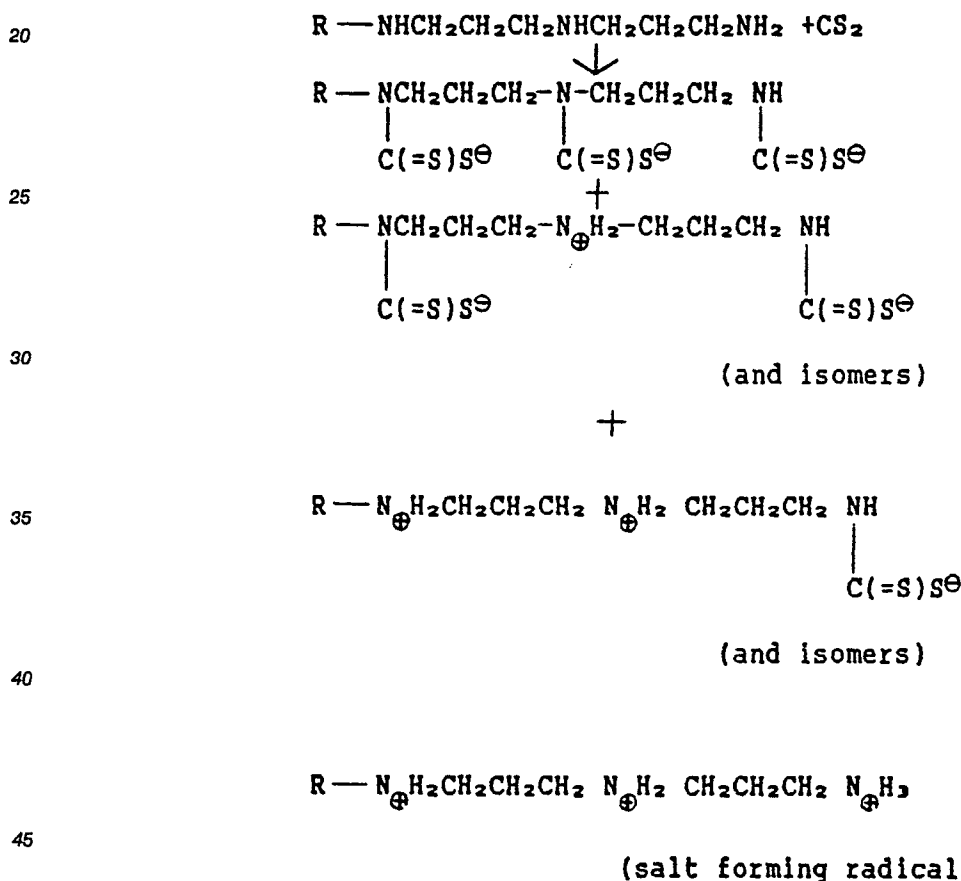 20
R — NHCH₂CH₂CH₂NHCH₂CH₂CH₂NH₂ +CS₂
R — NCH₂CH₂CH₂-N-CH₂CH₂CH₂ NH
C(=S)S⊖ C(=S)S⊖ C(=S)S⊖
25
+
R — NCH₂CH₂CH₂-N⊕H₂-CH₂CH₂CH₂ NH
C(=S)S⊖ C(=S)S⊖
30
(and isomers)
+
35
R — N⊕H₂CH₂CH₂CH₂ N⊕H₂ CH₂CH₂CH₂ NH
C(=S)S⊖
(and isomers)
40
R — N⊕H₂CH₂CH₂CH₂ N⊕H₂ CH₂CH₂CH₂ N⊕H₃
45
(salt forming radical